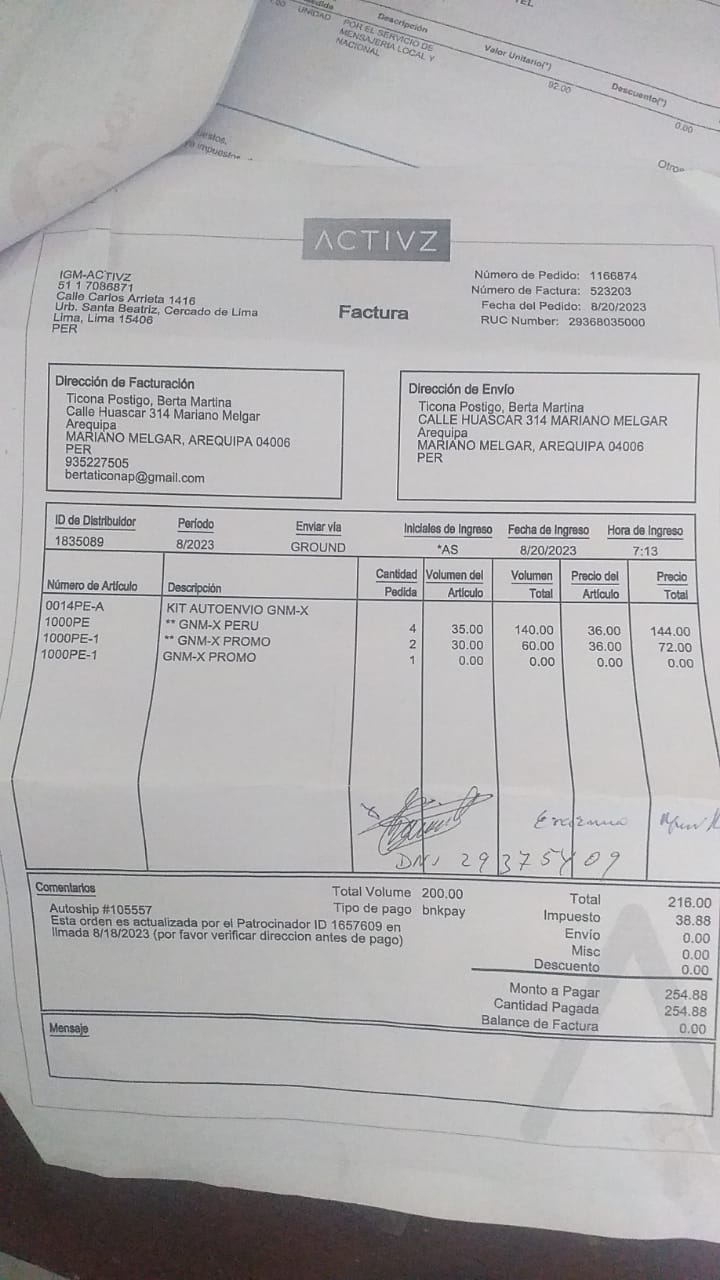 UNIDAD
Descripción
POR EL SERVICIO DE
MENSAJERIA LOCAL Y
NACIONAL
Valor Unitario(*)
92.00
Descuento(*)
0.00
ACTIVZ
IGM-ACTIVZ
51 1 7086871
Calle Carlos Arrieta 1416
Urb. Santa Beatriz, Cercado de Lima
Lima, Lima 15406
PER
Factura
Número de Pedido: 1166874
Número de Factura: 523203
Fecha del Pedido: 8/20/2023
RUC Number: 29368035000
Dirección de Facturación
Ticona Postigo, Berta Martina
Calle Huascar 314 Mariano Melgar
Arequipa
MARIANO MELGAR, AREQUIPA 04006
PER
935227505
bertaticonap@gmail.com
Dirección de Envío
Ticona Postigo, Berta Martina
CALLE HUASCAR 314 MARIANO MELGAR
Arequipa
MARIANO MELGAR, AREQUIPA 04006
PER
ID de Distribuidor Período Enviar vía Iniciales de Ingreso Fecha de Ingreso Hora de Ingreso
1835089 8/2023 GROUND *AS 8/20/2023 7:13
Número de Artículo Descripción Cantidad Pedida Volumen del Artículo Volumen Total Precio del Artículo Precio Total
0014PE-A KIT AUTOENVIO GNM-X
1000PE ** GNM-X PERU 4 35.00 140.00 36.00 144.00
1000PE-1 ** GNM-X PROMO 2 30.00 60.00 36.00 72.00
1000PE-1 GNM-X PROMO 1 0.00 0.00 0.00 0.00
DNI 29375409
Comentarios
Autoship #105557
Esta orden es actualizada por el Patrocinador ID 1657609 en
llmada 8/18/2023 (por favor verificar direccion antes de pago)
Total Volume 200.00
Tipo de pago bnkpay
Total 216.00
Impuesto 38.88
Envío 0.00
Misc 0.00
Descuento 0.00
Monto a Pagar 254.88
Cantidad Pagada 254.88
Balance de Factura 0.00
Mensaje